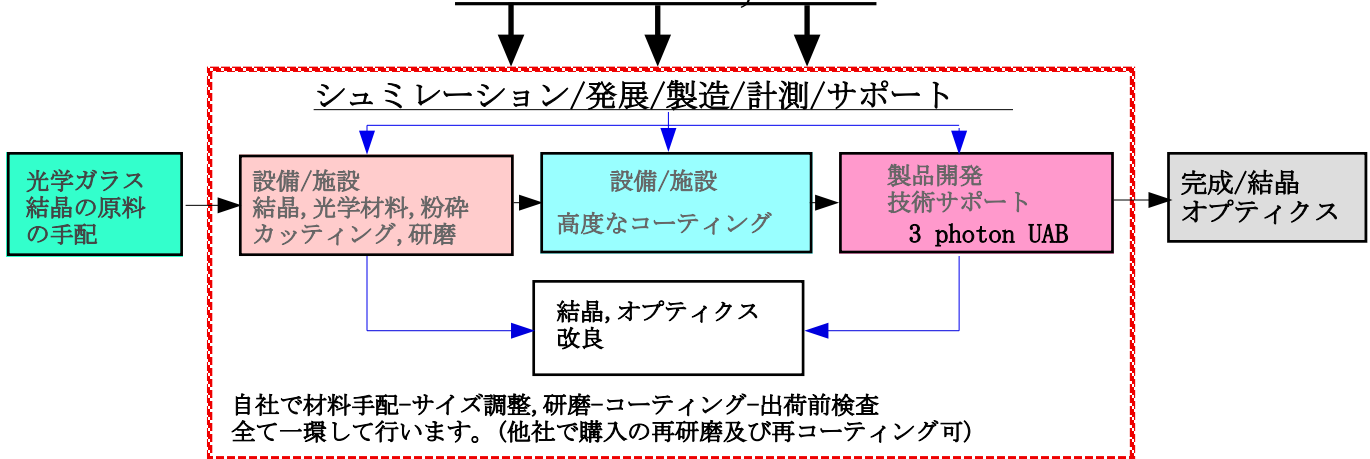 シュミレーション/発展/製造/計測/サポート
光学ガラス
結晶の原料
の手配
設備/施設
結晶,光学材料,粉砕
カッティング,研磨
設備/施設
高度なコーティング
製品開発
技術サポート
3 photon UAB
完成/結晶
オプティクス
結晶,オプティクス
改良
自社で材料手配-サイズ調整,研磨-コーティング-出荷前検査
全て一環して行います。(他社で購入の再研磨及び再コーティング可)